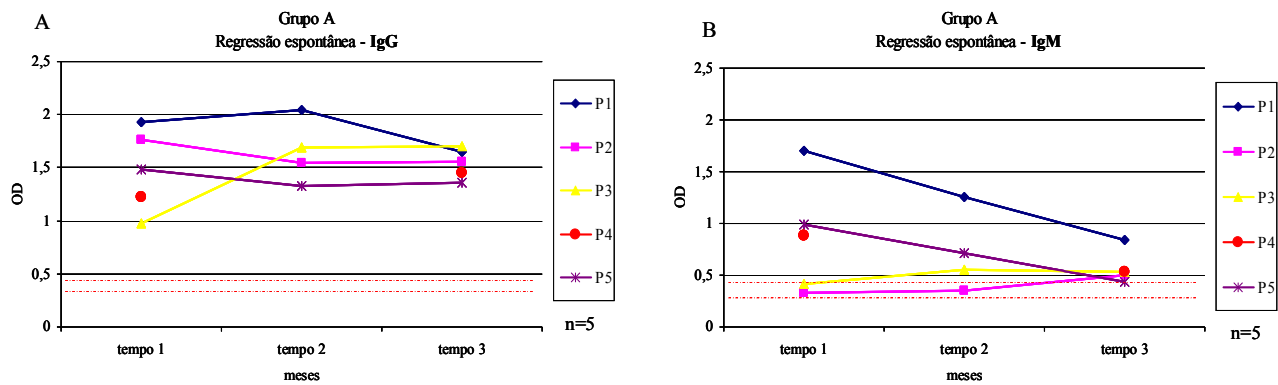 A
Grupo A
Regressão espontânea - IgG
2,5
2
1,5
1
0,5
0
OD
tempo 1
tempo 2
tempo 3
meses
P1
P2
P3
P4
P5
n=5
B
Grupo A
Regressão espontânea - IgM
2,5
2
1,5
1
0,5
0
OD
tempo 1
tempo 2
tempo 3
meses
P1
P2
P3
P4
P5
n=5